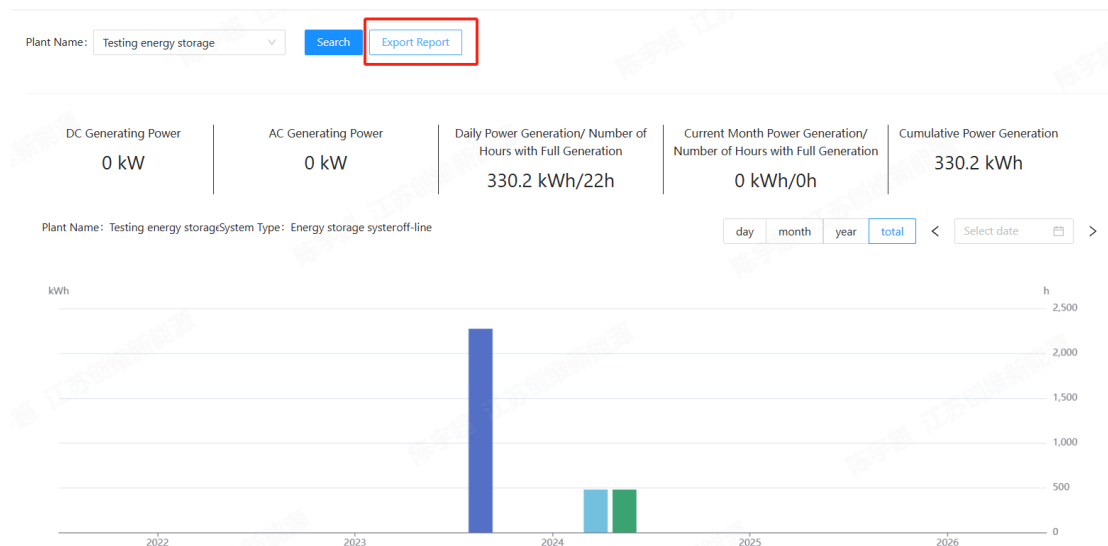 Plant Name: Testing energy storage Search Export Report
DC Generating Power
0 kW
AC Generating Power
0 kW
Daily Power Generation/ Number of
Hours with Full Generation
330.2 kWh/22h
Current Month Power Generation/
Number of Hours with Full Generation
0 kWh/0h
Cumulative Power Generation
330.2 kWh
Plant Name: Testing energy storageSystem Type: Energy storage systeroff-line
day month year total < Select date >
kWh h
2,500
2,000
1,500
1,000
500
0
2022 2023 2024 2025 2026